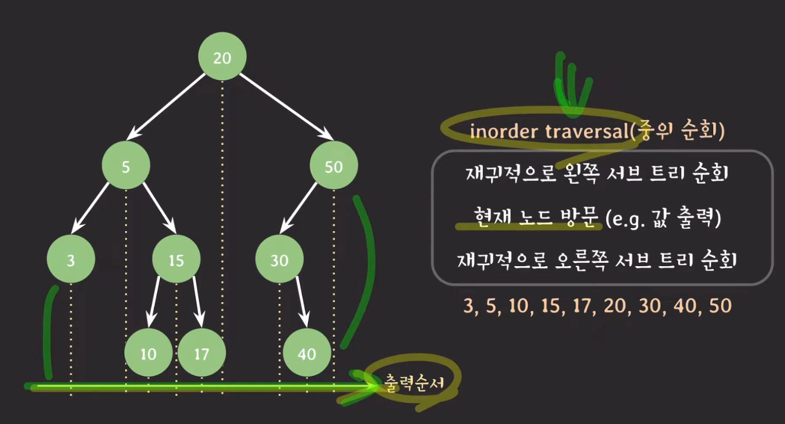 20
5
50
3
15
30
10
17
40
출력순서
inorder traversal(중위 순회)
재귀적으로 왼쪽 서브 트리 순회
현재 노드 방문 (e.g. 값 출력)
재귀적으로 오른쪽 서브 트리 순회
3, 5, 10, 15, 17, 20, 30, 40, 50